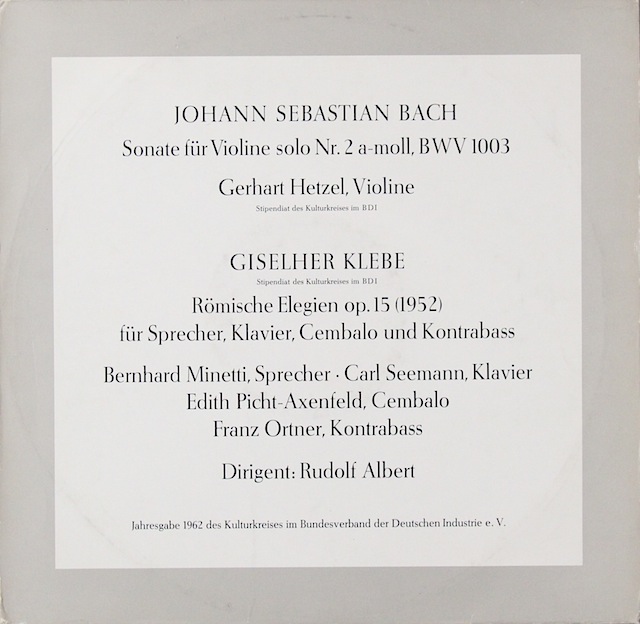 JOHANN SEBASTIAN BACH
Sonate für Violine solo Nr. 2 a-moll, BWV 1003
Gerhart Hetzel, Violine
Stipendiat des Kulturkreises im BDI
GISELHER KLEBE
Stipendiat des Kulturkreises im BDI
Römische Elegien op. 15 (1952)
für Sprecher, Klavier, Cembalo und Kontrabass
Bernhard Minetti, Sprecher · Carl Seemann, Klavier
Edith Picht-Axenfeld, Cembalo
Franz Ortner, Kontrabass
Dirigent: Rudolf Albert
Jahresgabe 1962 des Kulturkreises im Bundesverband der Deutschen Industrie e. V.